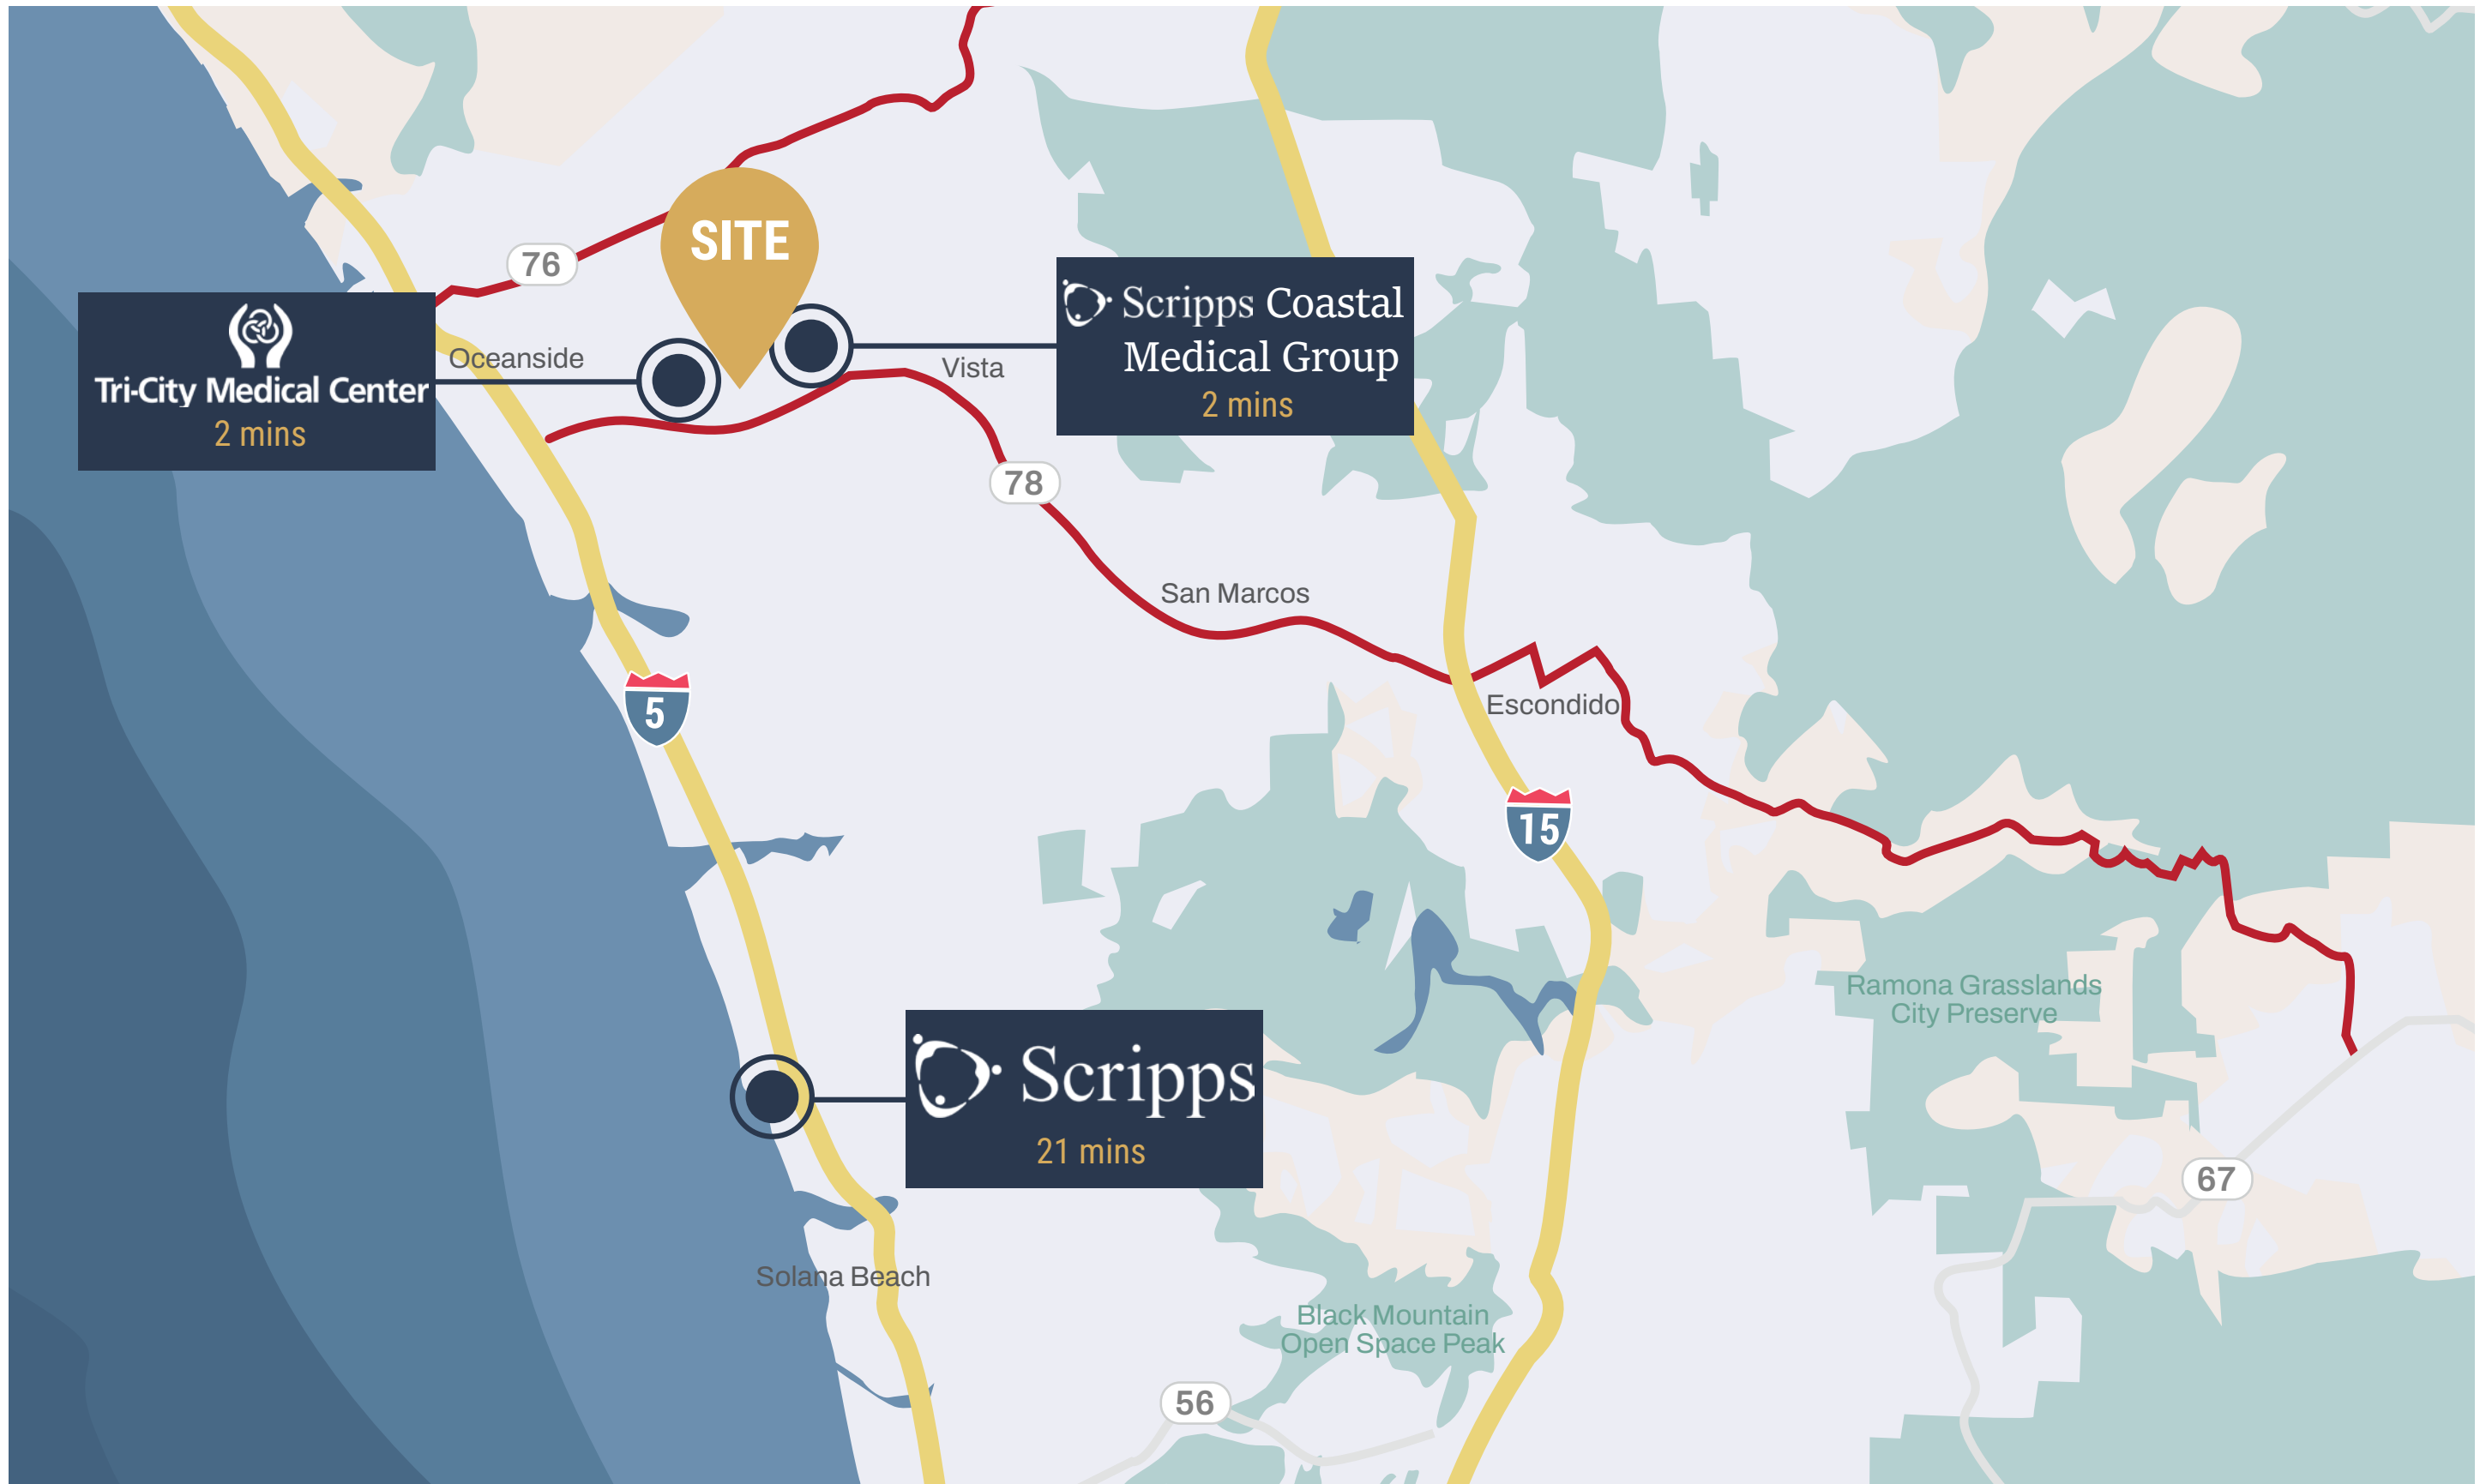 SITE
76
Tri-City Medical Center
2 mins
Oceanside
Scripps Coastal
Medical Group
2 mins
Vista
78
San Marcos
5
Escondido
15
Ramona Grasslands
City Preserve
Scripps
21 mins
67
Solana Beach
Black Mountain
Open Space Peak
56